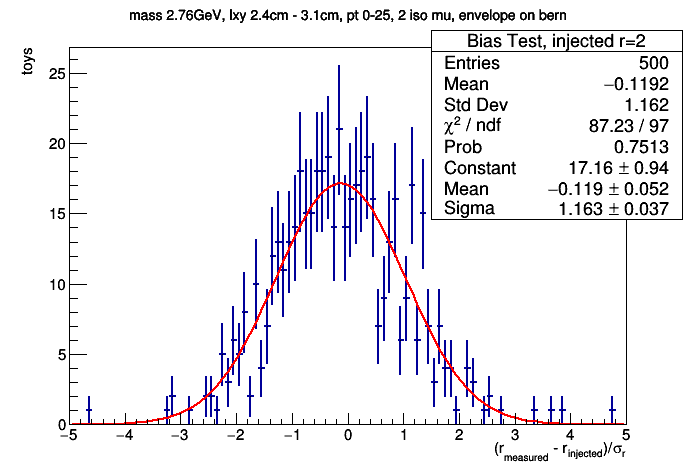 mass 2.76GeV, lxy 2.4cm - 3.1cm, pt 0-25, 2 iso mu, envelope on bern
toys
Bias Test, injected r=2
Entries 500
Mean −0.1192
Std Dev 1.162
χ² / ndf 87.23 / 97
Prob 0.7513
Constant 17.16 ± 0.94
Mean −0.119 ± 0.052
Sigma 1.163 ± 0.037
25
20
15
10
5
0
−5 −4 −3 −2 −1 0 1 2 3 4 5
(r_measured - r_injected)/σ_r